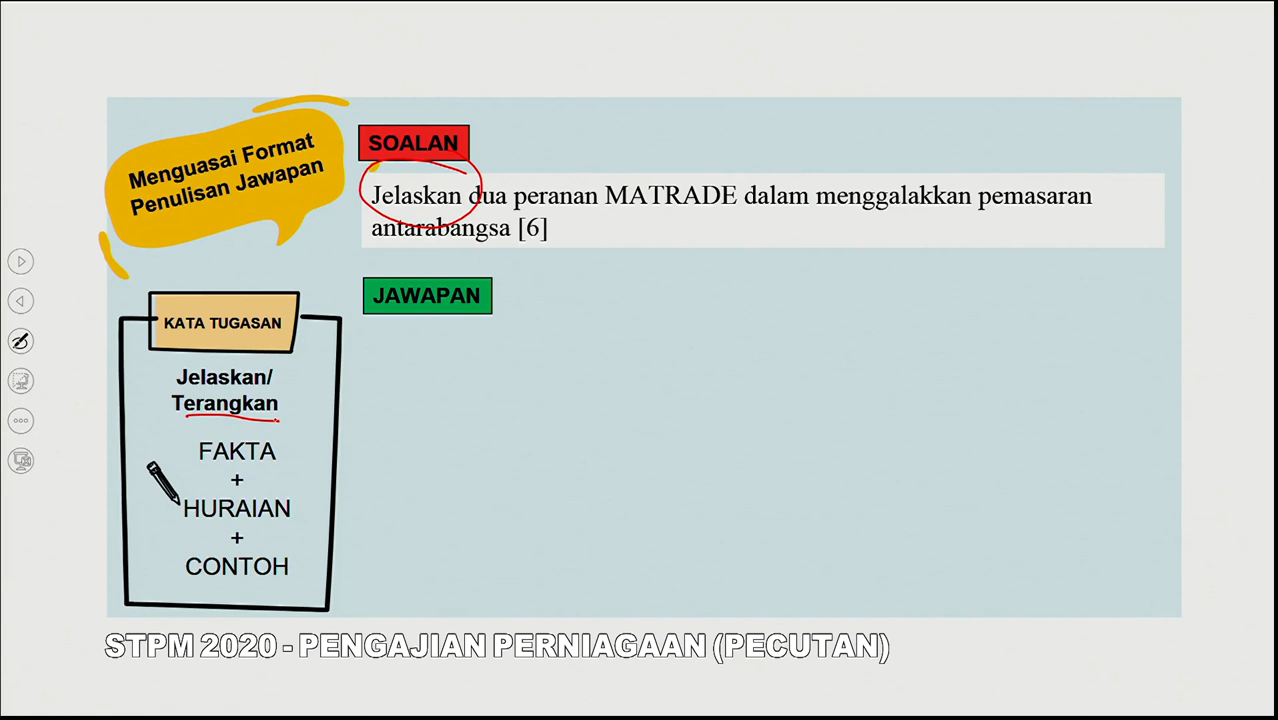 Menguasai Format
Penulisan Jawapan
SOALAN
Jelaskan dua peranan MATRADE dalam menggalakkan pemasaran
antarabangsa [6]
JAWAPAN
KATA TUGASAN
Jelaskan/
Terangkan
FAKTA
+
HURAIAN
+
CONTOH
STPM 2020 - PENGAJIAN PERNIAGAAN (PECUTAN)